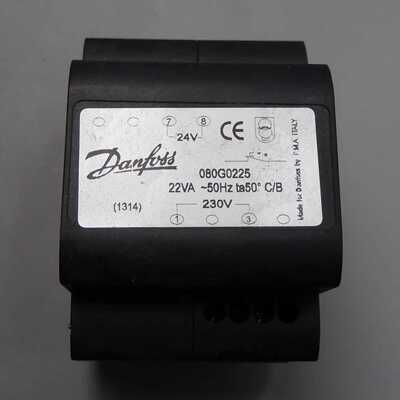 7 8
24V
CE
Danfoss
080G0225
22VA ~50Hz ta50° C/B
230V
(1314)
1 3
Made for Danfoss by F.M.A. ITALY